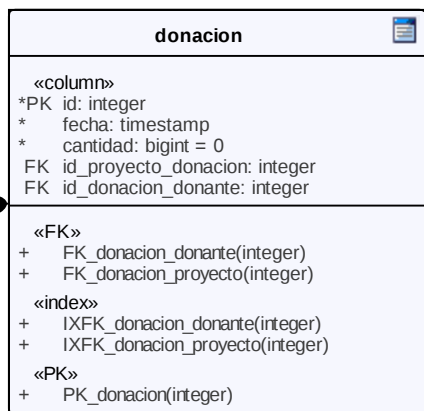 donacion
«column»
*PK id: integer
* fecha: timestamp
* cantidad: bigint = 0
FK id_proyecto_donacion: integer
FK id_donacion_donante: integer
«FK»
+ FK_donacion_donante(integer)
+ FK_donacion_proyecto(integer)
«index»
+ IXFK_donacion_donante(integer)
+ IXFK_donacion_proyecto(integer)
«PK»
+ PK_donacion(integer)